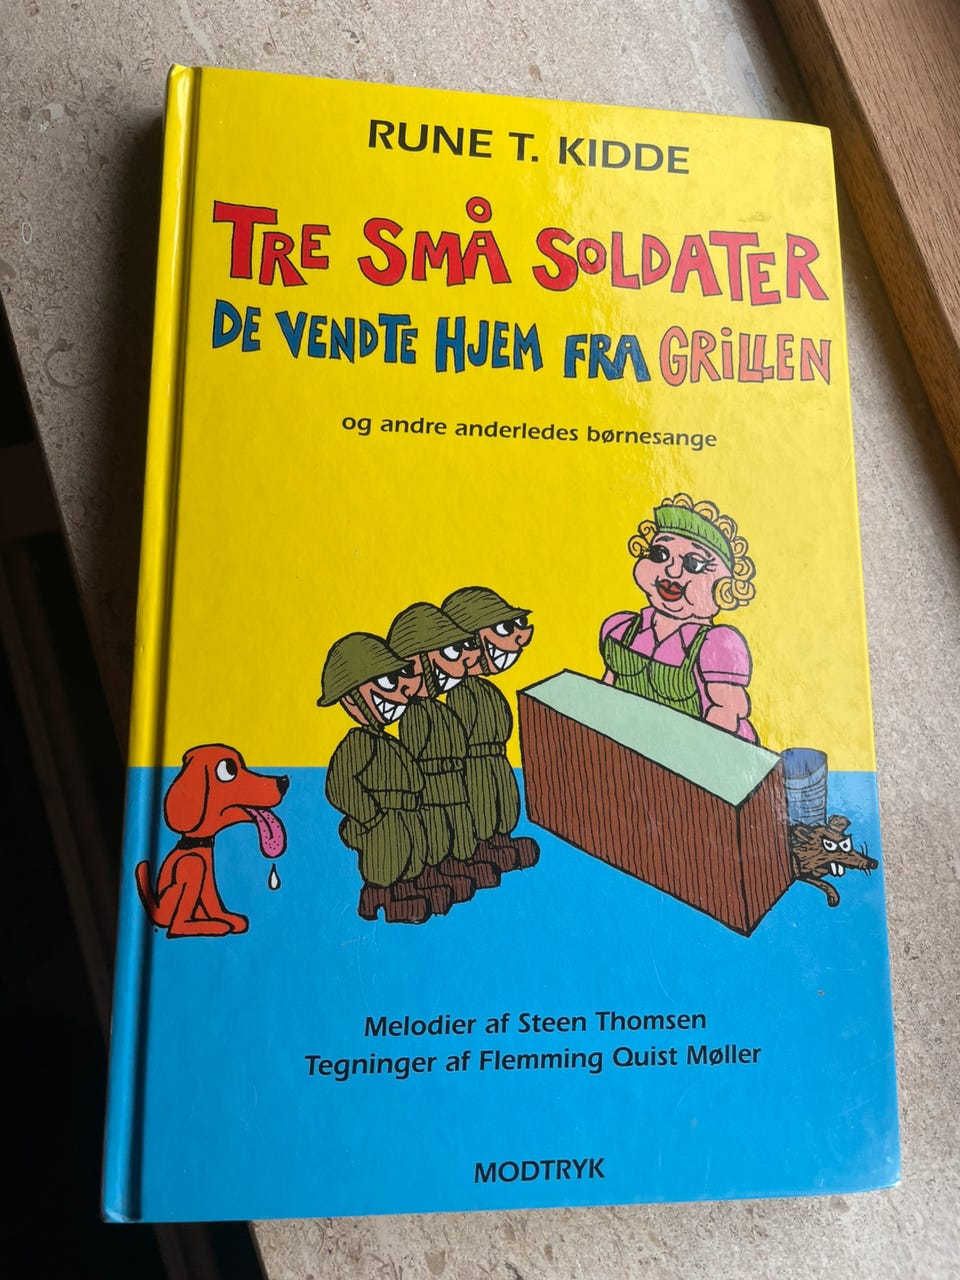 RUNE T. KIDDE
TRE SMÅ SOLDATER
DE VENDTE HJEM FRA GRILLEN
og andre anderledes børnesange
Melodier af Steen Thomsen
Tegninger af Flemming Quist Møller
MODTRYK